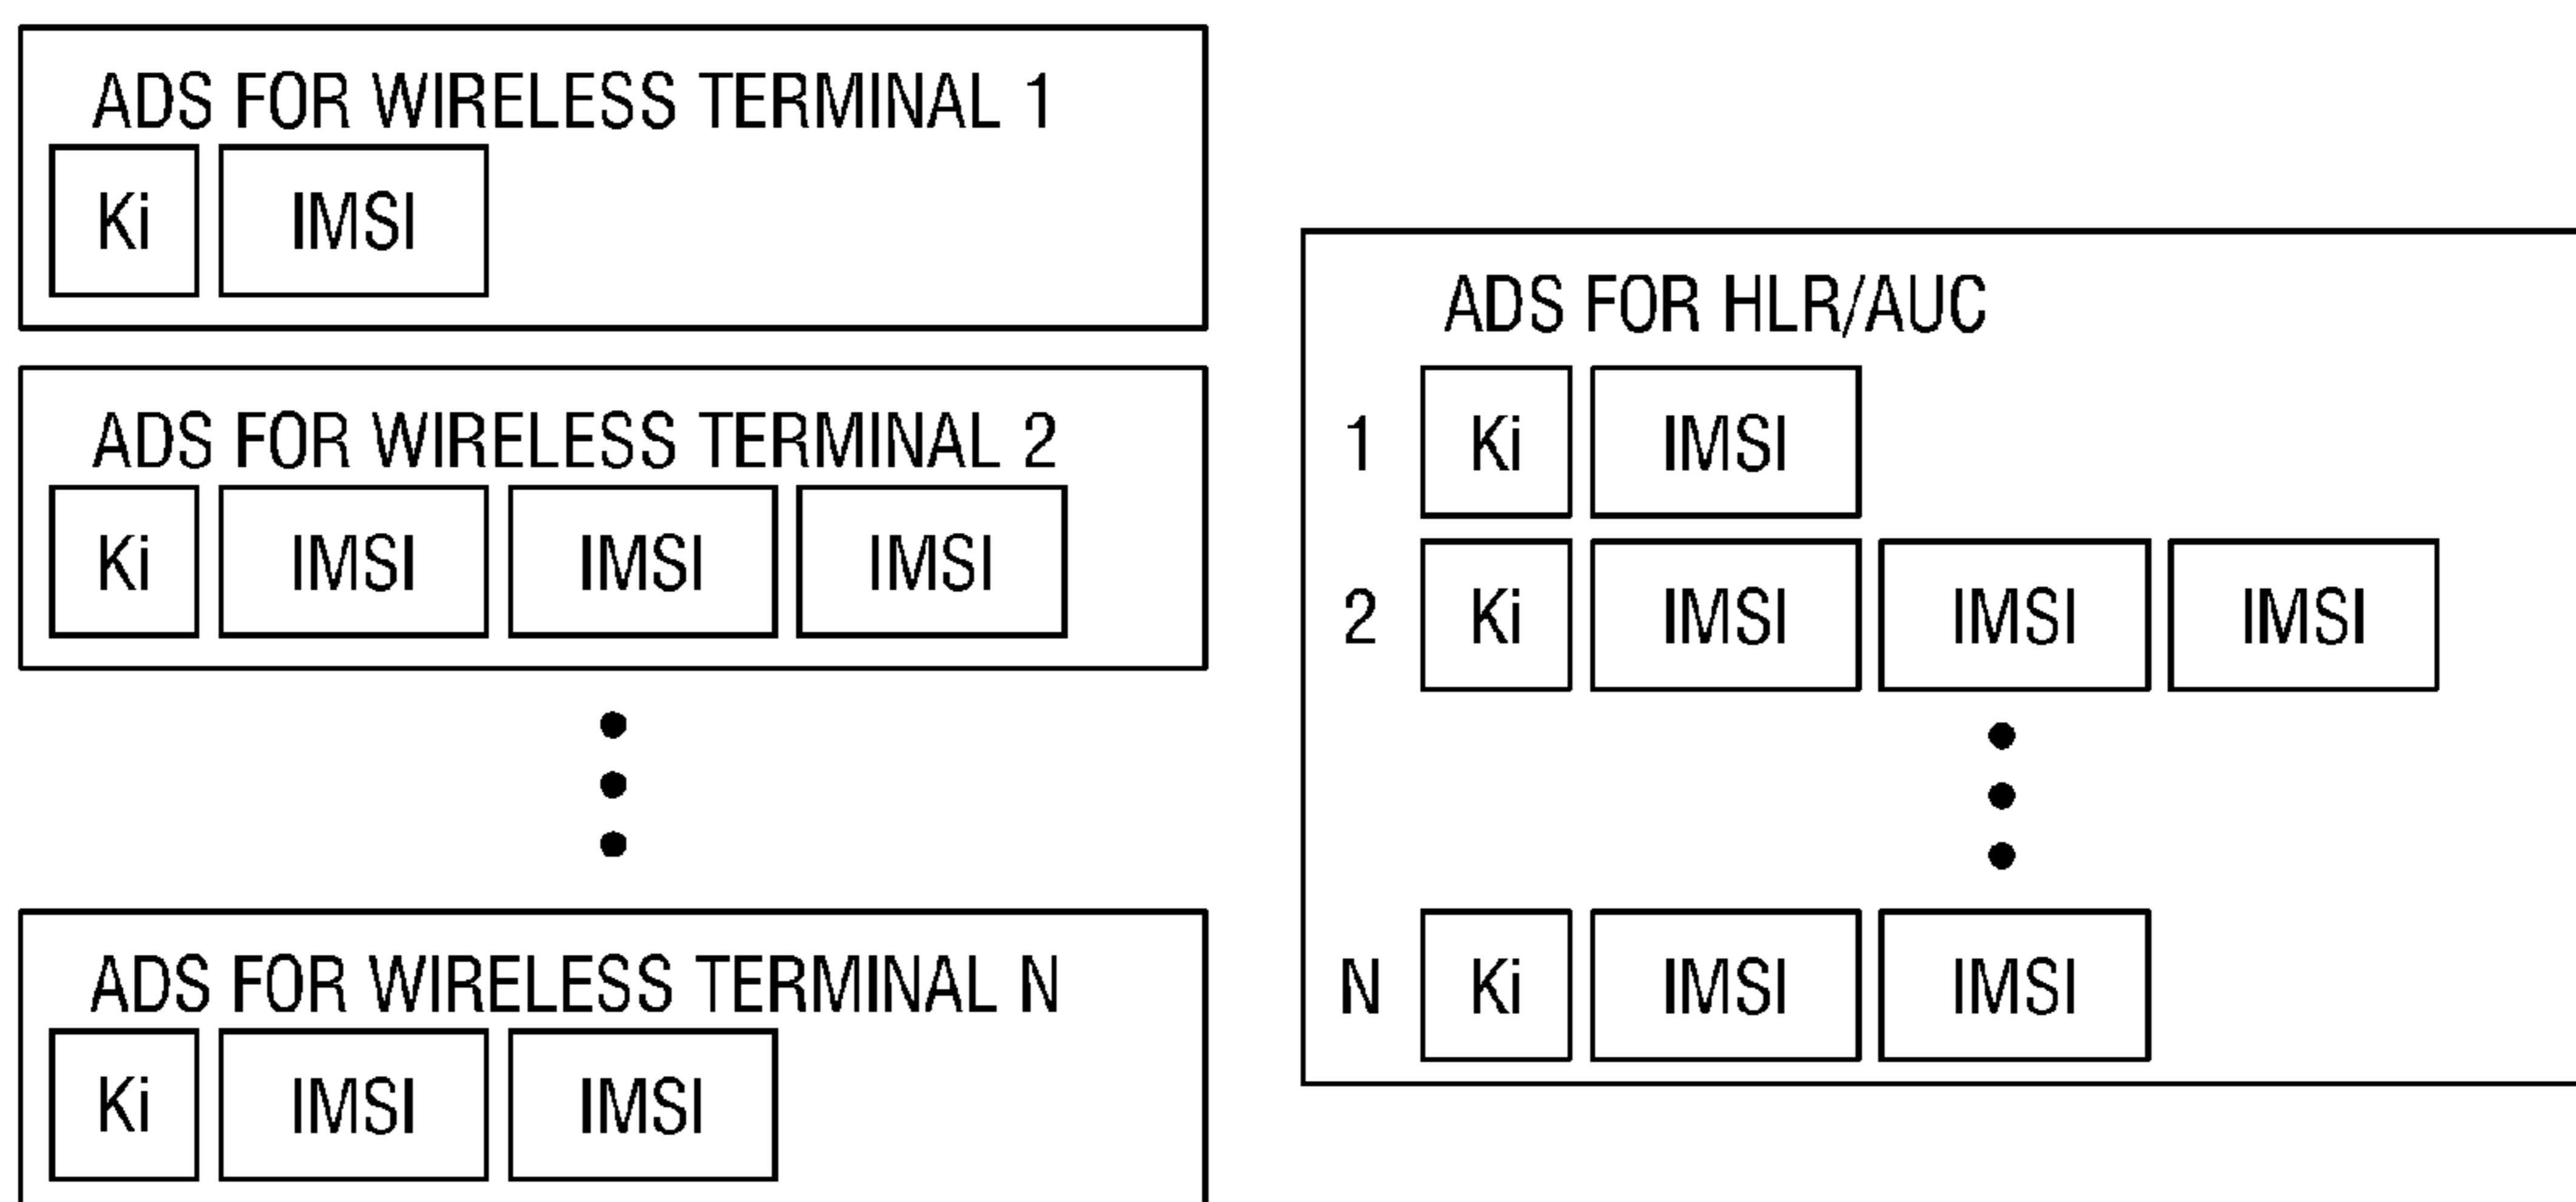 ADS FOR WIRELESS TERMINAL 1
Ki IMSI
ADS FOR WIRELESS TERMINAL 2
Ki IMSI IMSI IMSI
ADS FOR WIRELESS TERMINAL N
Ki IMSI IMSI
ADS FOR HLR/AUC
1 Ki IMSI
2 Ki IMSI IMSI IMSI
N Ki IMSI IMSI